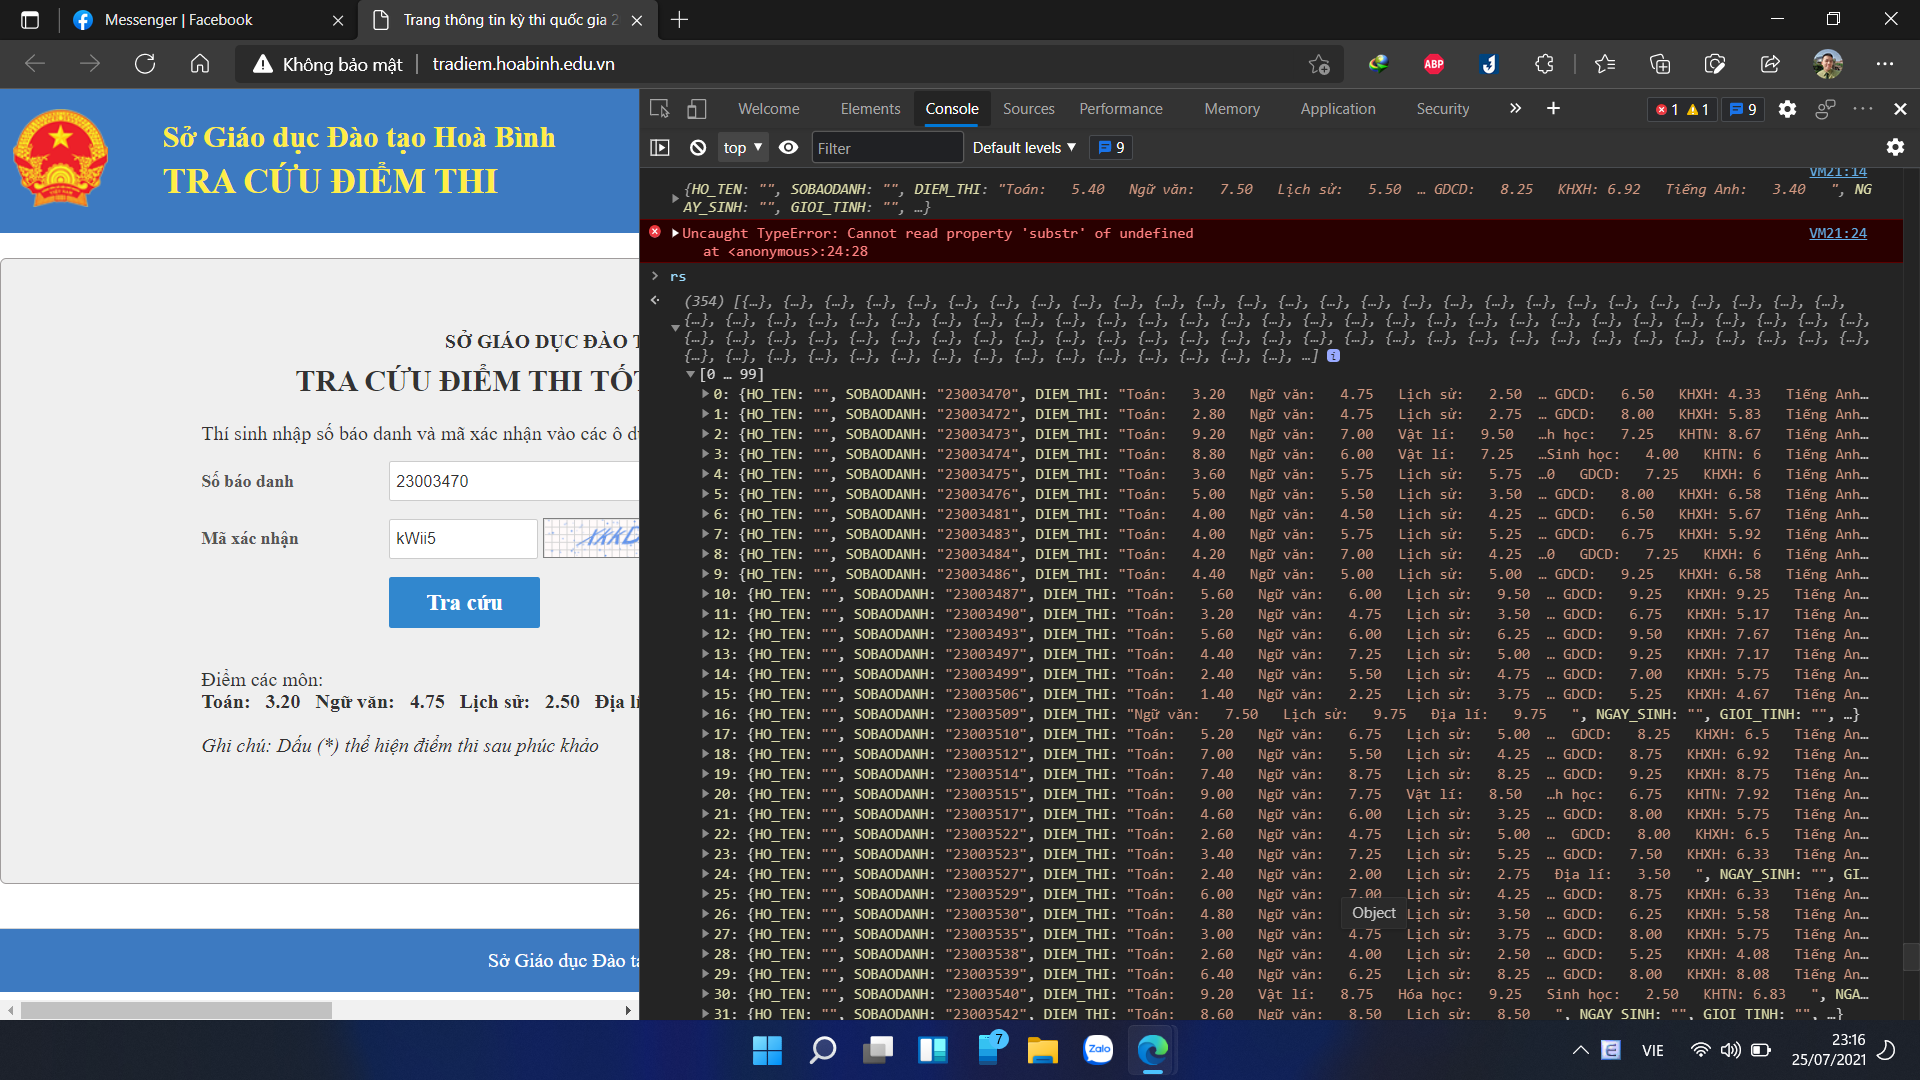 Messenger | Facebook
Trang thông tin kỳ thi quốc gia 2
Không bảo mật
tradiem.hoabinh.edu.vn
ABP
Sở Giáo dục Đào tạo Hoà Bình
TRA CỨU ĐIỂM THI
SỞ GIÁO DỤC ĐÀO T
TRA CỨU ĐIỂM THI TỐT
Thí sinh nhập số báo danh và mã xác nhận vào các ô d
Số báo danh 23003470
Mã xác nhận kWii5
Tra cứu
Điểm các môn:
Toán: 3.20 Ngữ văn: 4.75 Lịch sử: 2.50 Địa lí
Ghi chú: Dấu (*) thể hiện điểm thi sau phúc khảo
Sở Giáo dục Đào tạ
Welcome Elements Console Sources Performance Memory Application Security 1 1 9
top Filter Default levels 9
VM21:14
{HO_TEN: "", SOBAODANH: "", DIEM_THI: "Toán: 5.40 Ngữ văn: 7.50 Lịch sử: 5.50 … GDCD: 8.25 KHXH: 6.92 Tiếng Anh: 3.40 ", NG
AY_SINH: "", GIOI_TINH: "", …}
Uncaught TypeError: Cannot read property 'substr' of undefined VM21:24
at <anonymous>:24:28
rs
(354) [{…}, {…}, {…}, {…}, {…}, {…}, {…}, {…}, {…}, {…}, {…}, {…}, {…}, {…}, {…}, {…}, {…}, {…}, {…}, {…}, {…}, {…}, {…}, {…}, {…}, {…}, {…},
{…}, {…}, {…}, {…}, {…}, {…}, {…}, {…}, {…}, {…}, {…}, {…}, {…}, {…}, {…}, {…}, {…}, {…}, {…}, {…}, {…}, {…}, {…}, {…}, {…}, {…}, {…}, {…}, {…},
{…}, {…}, {…}, {…}, {…}, {…}, {…}, {…}, {…}, {…}, {…}, {…}, {…}, {…}, {…}, {…}, {…}, {…}, {…}, {…}, {…}, {…}, {…}, {…}, {…}, {…}, {…}, {…}, {…},
{…}, {…}, {…}, {…}, {…}, {…}, {…}, {…}, {…}, {…}, {…}, {…}, {…}, {…}, {…}, …]
[0 … 99]
0: {HO_TEN: "", SOBAODANH: "23003470", DIEM_THI: "Toán: 3.20 Ngữ văn: 4.75 Lịch sử: 2.50 … GDCD: 6.50 KHXH: 4.33 Tiếng Anh…
1: {HO_TEN: "", SOBAODANH: "23003472", DIEM_THI: "Toán: 2.80 Ngữ văn: 4.75 Lịch sử: 2.75 … GDCD: 8.00 KHXH: 5.83 Tiếng Anh…
2: {HO_TEN: "", SOBAODANH: "23003473", DIEM_THI: "Toán: 9.20 Ngữ văn: 7.00 Vật lí: 9.50 …h học: 7.25 KHTN: 8.67 Tiếng Anh…
3: {HO_TEN: "", SOBAODANH: "23003474", DIEM_THI: "Toán: 8.80 Ngữ văn: 6.00 Vật lí: 7.25 …Sinh học: 4.00 KHTN: 6 Tiếng Anh…
4: {HO_TEN: "", SOBAODANH: "23003475", DIEM_THI: "Toán: 3.60 Ngữ văn: 5.75 Lịch sử: 5.75 …0 GDCD: 7.25 KHXH: 6 Tiếng Anh…
5: {HO_TEN: "", SOBAODANH: "23003476", DIEM_THI: "Toán: 5.00 Ngữ văn: 5.50 Lịch sử: 3.50 … GDCD: 8.00 KHXH: 6.58 Tiếng Anh…
6: {HO_TEN: "", SOBAODANH: "23003481", DIEM_THI: "Toán: 4.00 Ngữ văn: 4.50 Lịch sử: 4.25 … GDCD: 6.50 KHXH: 5.67 Tiếng Anh…
7: {HO_TEN: "", SOBAODANH: "23003483", DIEM_THI: "Toán: 4.00 Ngữ văn: 5.75 Lịch sử: 5.25 … GDCD: 6.75 KHXH: 5.92 Tiếng Anh…
8: {HO_TEN: "", SOBAODANH: "23003484", DIEM_THI: "Toán: 4.20 Ngữ văn: 7.00 Lịch sử: 4.25 …0 GDCD: 7.25 KHXH: 6 Tiếng Anh…
9: {HO_TEN: "", SOBAODANH: "23003486", DIEM_THI: "Toán: 4.40 Ngữ văn: 5.00 Lịch sử: 5.00 … GDCD: 9.25 KHXH: 6.58 Tiếng Anh…
10: {HO_TEN: "", SOBAODANH: "23003487", DIEM_THI: "Toán: 5.60 Ngữ văn: 6.00 Lịch sử: 9.50 … GDCD: 9.25 KHXH: 9.25 Tiếng An…
11: {HO_TEN: "", SOBAODANH: "23003490", DIEM_THI: "Toán: 3.20 Ngữ văn: 4.75 Lịch sử: 3.50 … GDCD: 6.75 KHXH: 5.17 Tiếng An…
12: {HO_TEN: "", SOBAODANH: "23003493", DIEM_THI: "Toán: 5.60 Ngữ văn: 6.00 Lịch sử: 6.25 … GDCD: 9.50 KHXH: 7.67 Tiếng An…
13: {HO_TEN: "", SOBAODANH: "23003497", DIEM_THI: "Toán: 4.40 Ngữ văn: 7.25 Lịch sử: 5.00 … GDCD: 9.25 KHXH: 7.17 Tiếng An…
14: {HO_TEN: "", SOBAODANH: "23003499", DIEM_THI: "Toán: 2.40 Ngữ văn: 5.50 Lịch sử: 4.75 … GDCD: 7.00 KHXH: 5.75 Tiếng An…
15: {HO_TEN: "", SOBAODANH: "23003506", DIEM_THI: "Toán: 1.40 Ngữ văn: 2.25 Lịch sử: 3.75 … GDCD: 5.25 KHXH: 4.67 Tiếng An…
16: {HO_TEN: "", SOBAODANH: "23003509", DIEM_THI: "Ngữ văn: 7.50 Lịch sử: 9.75 Địa lí: 9.75 ", NGAY_SINH: "", GIOI_TINH: "", …}
17: {HO_TEN: "", SOBAODANH: "23003510", DIEM_THI: "Toán: 5.20 Ngữ văn: 6.75 Lịch sử: 5.00 … GDCD: 8.25 KHXH: 6.5 Tiếng An…
18: {HO_TEN: "", SOBAODANH: "23003512", DIEM_THI: "Toán: 7.00 Ngữ văn: 5.50 Lịch sử: 4.25 … GDCD: 8.75 KHXH: 6.92 Tiếng An…
19: {HO_TEN: "", SOBAODANH: "23003514", DIEM_THI: "Toán: 7.40 Ngữ văn: 8.75 Lịch sử: 8.25 … GDCD: 9.25 KHXH: 8.75 Tiếng An…
20: {HO_TEN: "", SOBAODANH: "23003515", DIEM_THI: "Toán: 9.00 Ngữ văn: 7.75 Vật lí: 8.50 …h học: 6.75 KHTN: 7.92 Tiếng An…
21: {HO_TEN: "", SOBAODANH: "23003517", DIEM_THI: "Toán: 4.60 Ngữ văn: 6.00 Lịch sử: 3.25 … GDCD: 8.00 KHXH: 5.75 Tiếng An…
22: {HO_TEN: "", SOBAODANH: "23003522", DIEM_THI: "Toán: 2.60 Ngữ văn: 4.75 Lịch sử: 5.00 … GDCD: 8.00 KHXH: 6.5 Tiếng An…
23: {HO_TEN: "", SOBAODANH: "23003523", DIEM_THI: "Toán: 3.40 Ngữ văn: 7.25 Lịch sử: 5.25 … GDCD: 7.50 KHXH: 6.33 Tiếng An…
24: {HO_TEN: "", SOBAODANH: "23003527", DIEM_THI: "Toán: 2.40 Ngữ văn: 2.00 Lịch sử: 2.75 Địa lí: 3.50 ", NGAY_SINH: "", GI…
25: {HO_TEN: "", SOBAODANH: "23003529", DIEM_THI: "Toán: 6.00 Ngữ văn: 7.00 Lịch sử: 4.25 … GDCD: 8.75 KHXH: 6.33 Tiếng An…
26: {HO_TEN: "", SOBAODANH: "23003530", DIEM_THI: "Toán: 4.80 Ngữ văn: Object Lịch sử: 3.50 … GDCD: 6.25 KHXH: 5.58 Tiếng An…
27: {HO_TEN: "", SOBAODANH: "23003535", DIEM_THI: "Toán: 3.00 Ngữ văn: 4.75 Lịch sử: 3.75 … GDCD: 8.00 KHXH: 5.75 Tiếng An…
28: {HO_TEN: "", SOBAODANH: "23003538", DIEM_THI: "Toán: 2.60 Ngữ văn: 4.00 Lịch sử: 2.50 … GDCD: 5.25 KHXH: 4.08 Tiếng An…
29: {HO_TEN: "", SOBAODANH: "23003539", DIEM_THI: "Toán: 6.40 Ngữ văn: 6.25 Lịch sử: 8.25 … GDCD: 8.00 KHXH: 8.08 Tiếng An…
30: {HO_TEN: "", SOBAODANH: "23003540", DIEM_THI: "Toán: 9.20 Vật lí: 8.75 Hóa học: 9.25 Sinh học: 2.50 KHTN: 6.83 ", NGA…
31: {HO_TEN: "", SOBAODANH: "23003542", DIEM_THI: "Toán: 8.60 Ngữ văn: 8.50 Lịch sử: 8.50 ", NGAY_SINH: "", GIOI_TINH: "", …}
7
Zalo
VIE
23:16
25/07/2021